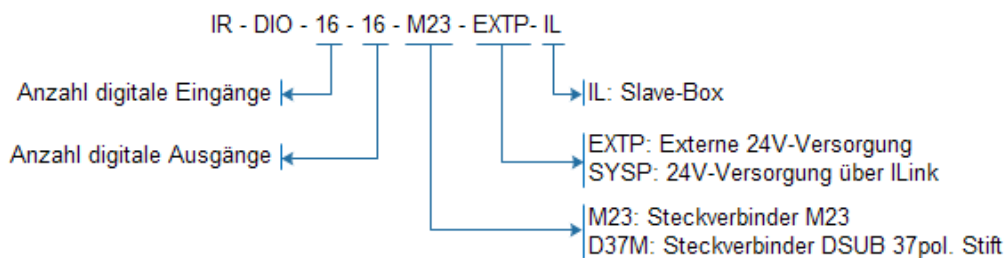 IR - DIO - 16 - 16 - M23 - EXTP- IL
Anzahl digitale Eingänge
IL: Slave-Box
Anzahl digitale Ausgänge
EXTP: Externe 24V-Versorgung
SYSP: 24V-Versorgung über ILink
M23: Steckverbinder M23
D37M: Steckverbinder DSUB 37pol. Stift